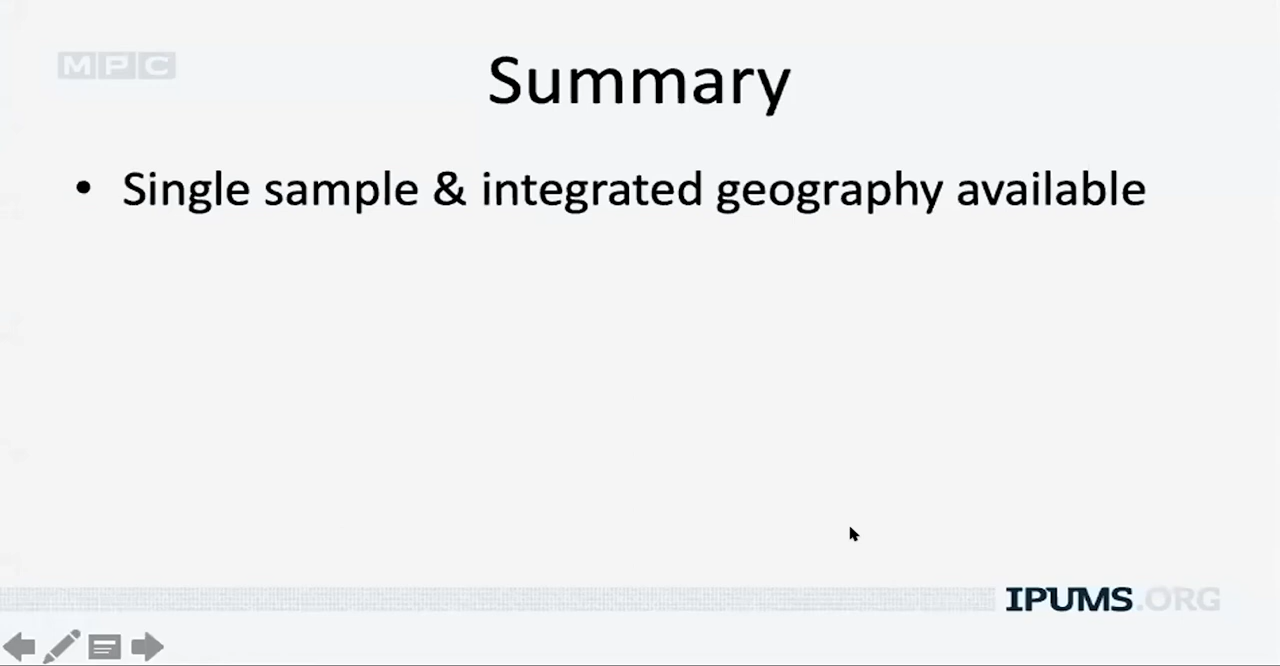 MPC
Summary
• Single sample & integrated geography available
IPUMS.ORG